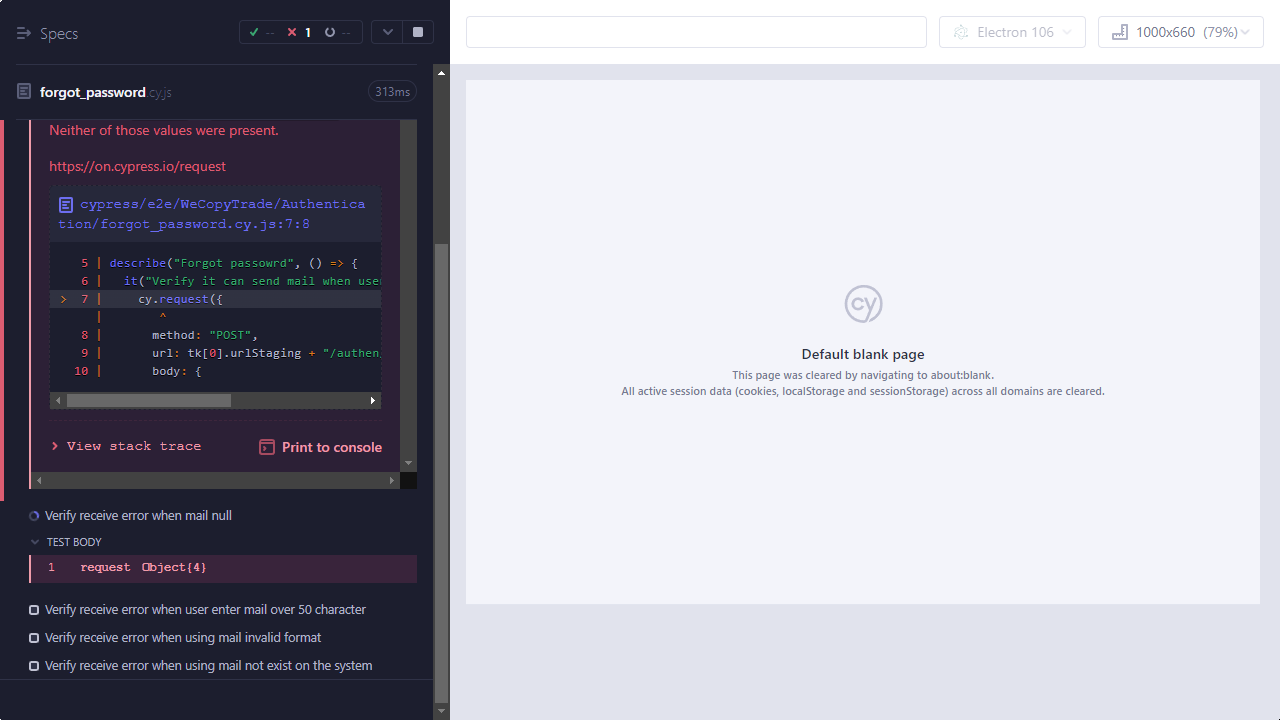 Specs
--
1
--
Electron 106
1000x660 (79%)
forgot_password.cy.js
313ms
Neither of those values were present.
https://on.cypress.io/request
cypress/e2e/WeCopyTrade/Authentica
tion/forgot_password.cy.js:7:8
5 | describe("Forgot passowrd", () => {
6 | it("Verify it can send mail when user
> 7 | cy.request({
| ^
8 | method: "POST",
9 | url: tk[0].urlStaging + "/authen/
10 | body: {
View stack trace
Print to console
Verify receive error when mail null
TEST BODY
1 request Object{4}
Verify receive error when user enter mail over 50 character
Verify receive error when using mail invalid format
Verify receive error when using mail not exist on the system
cy
Default blank page
This page was cleared by navigating to about:blank.
All active session data (cookies, localStorage and sessionStorage) across all domains are cleared.